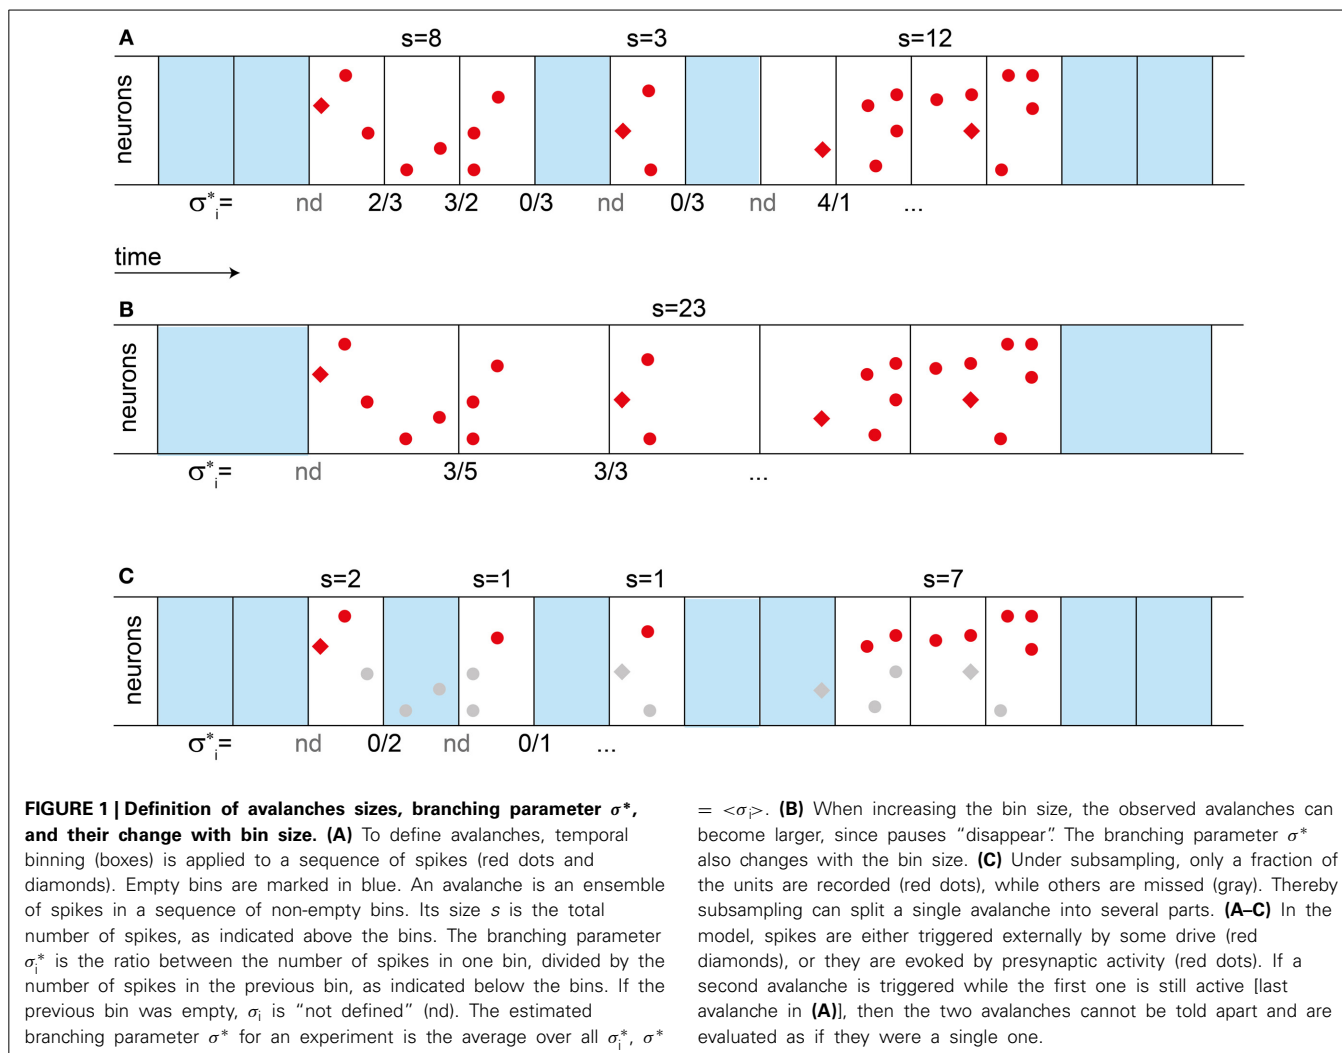 A
s=8 s=3 s=12
neurons
σ*i= nd 2/3 3/2 0/3 nd 0/3 nd 4/1 ...
time
B
s=23
neurons
σ*i= nd 3/5 3/3 ...
C
s=2 s=1 s=1 s=7
neurons
σ*i= nd 0/2 nd 0/1 ...
FIGURE 1 | Definition of avalanches sizes, branching parameter σ*,
and their change with bin size. (A) To define avalanches, temporal
binning (boxes) is applied to a sequence of spikes (red dots and
diamonds). Empty bins are marked in blue. An avalanche is an ensemble
of spikes in a sequence of non-empty bins. Its size s is the total
number of spikes, as indicated above the bins. The branching parameter
σ*i is the ratio between the number of spikes in one bin, divided by the
number of spikes in the previous bin, as indicated below the bins. If the
previous bin was empty, σi is “not defined” (nd). The estimated
branching parameter σ* for an experiment is the average over all σ*i, σ*
= <σi>. (B) When increasing the bin size, the observed avalanches can
become larger, since pauses “disappear”. The branching parameter σ*
also changes with the bin size. (C) Under subsampling, only a fraction of
the units are recorded (red dots), while others are missed (gray). Thereby
subsampling can split a single avalanche into several parts. (A–C) In the
model, spikes are either triggered externally by some drive (red
diamonds), or they are evoked by presynaptic activity (red dots). If a
second avalanche is triggered while the first one is still active [last
avalanche in (A)], then the two avalanches cannot be told apart and are
evaluated as if they were a single one.